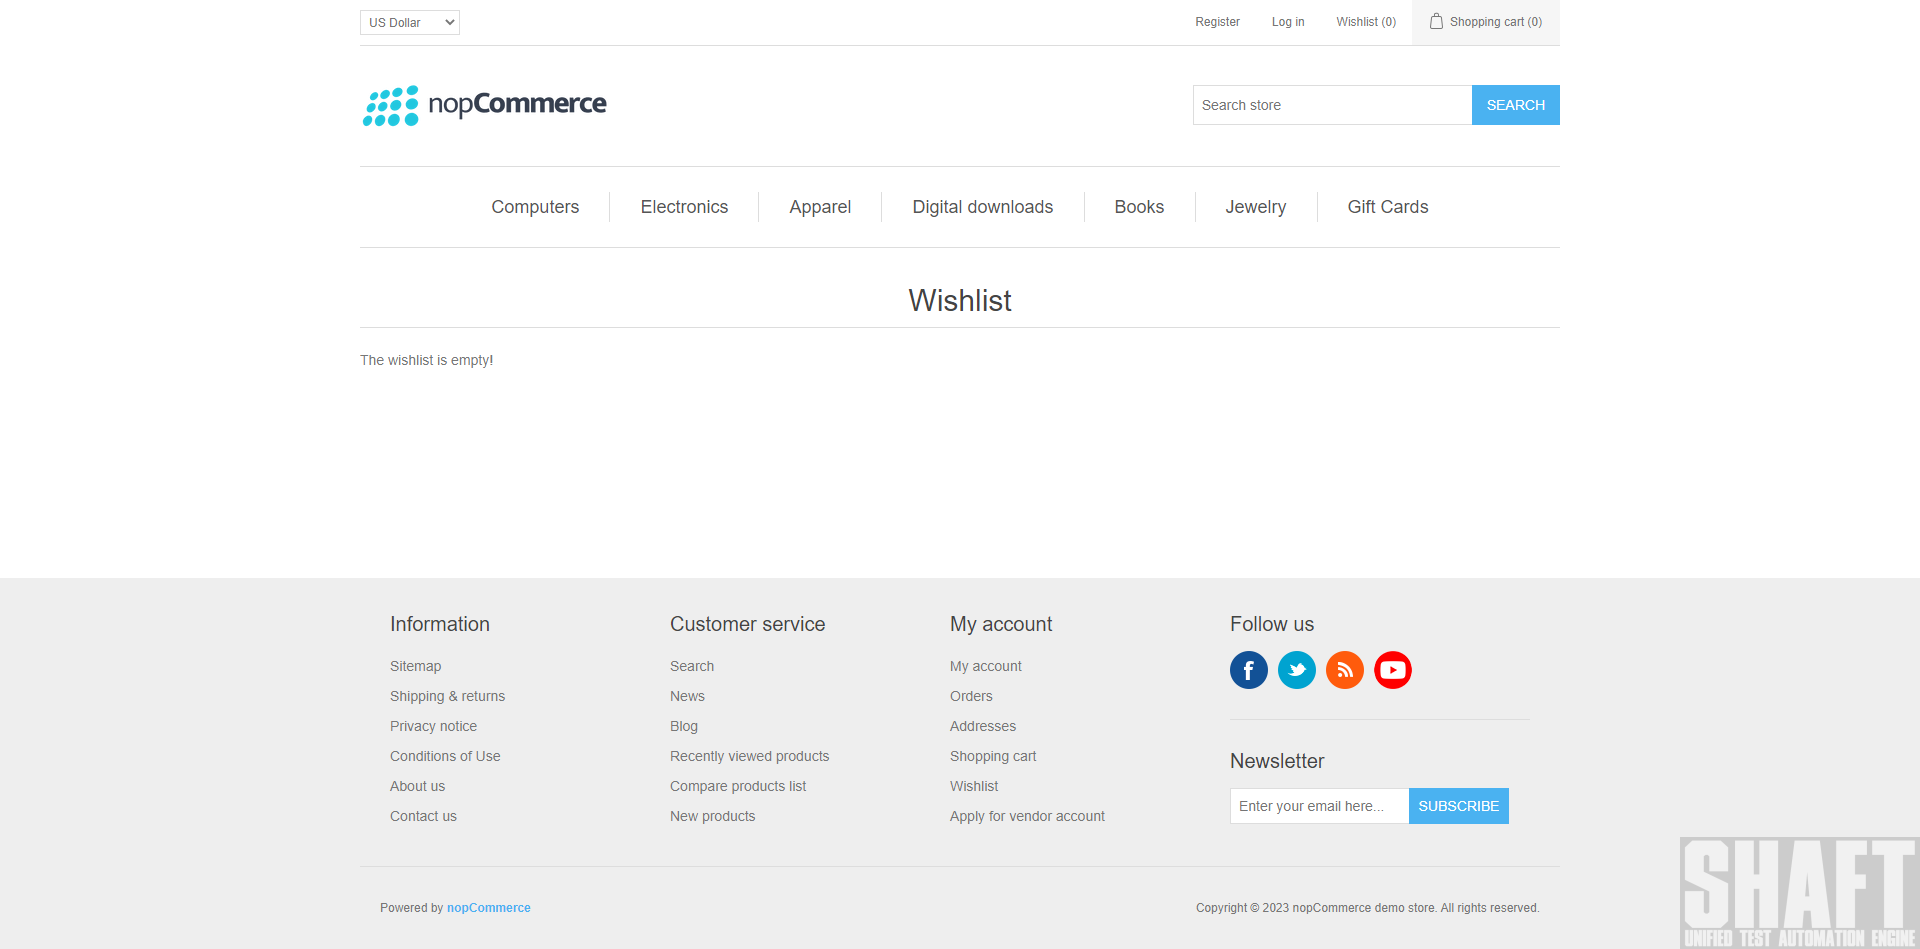 US Dollar
Register Log in Wishlist (0) Shopping cart (0)
nopCommerce
Search store SEARCH
Computers Electronics Apparel Digital downloads Books Jewelry Gift Cards
Wishlist
The wishlist is empty!
Information
Sitemap
Shipping & returns
Privacy notice
Conditions of Use
About us
Contact us
Customer service
Search
News
Blog
Recently viewed products
Compare products list
New products
My account
My account
Orders
Addresses
Shopping cart
Wishlist
Apply for vendor account
Follow us
Newsletter
Enter your email here... SUBSCRIBE
Powered by nopCommerce
Copyright © 2023 nopCommerce demo store. All rights reserved.
SHAFT
UNIFIED TEST AUTOMATION ENGINE